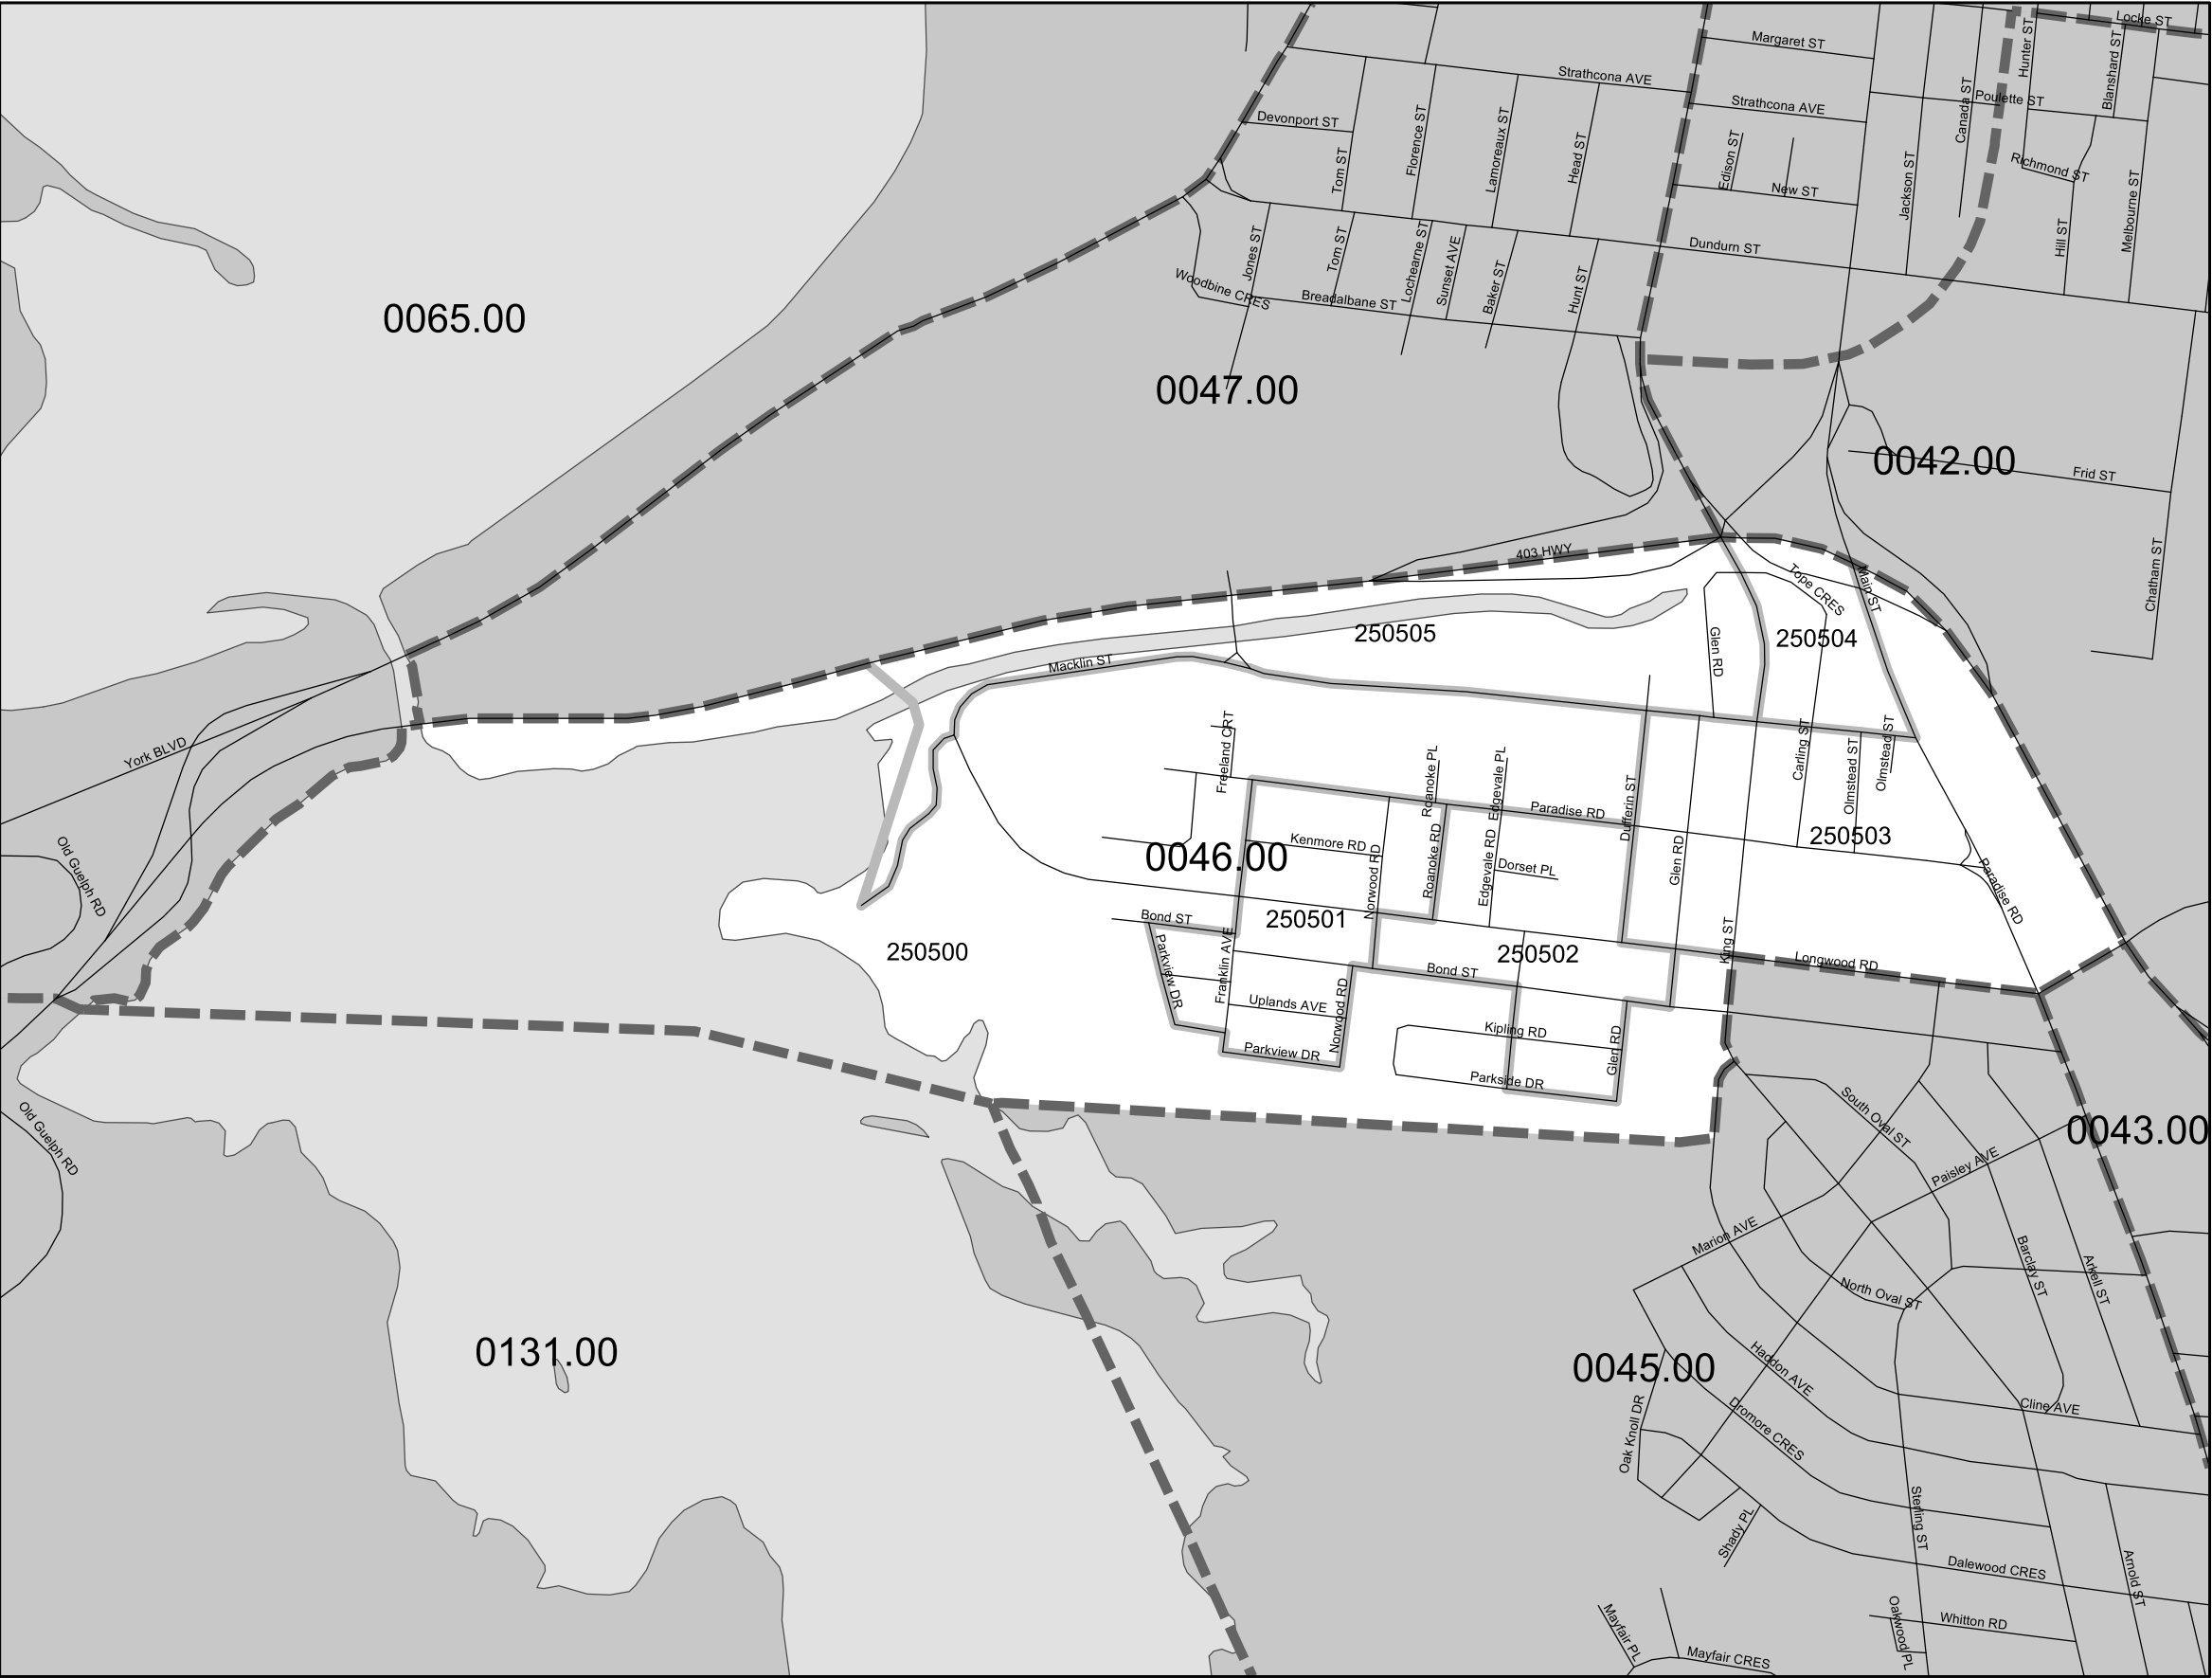 Locke ST
Margaret ST
Hunter ST
Blanshard ST
Strathcona AVE
Strathcona AVE
Canada ST
Poulette ST
Devonport ST
Florence ST
Lamoreaux ST
Head ST
Edison ST
Tom ST
New ST
Jackson ST
Richmond ST
Melbourne ST
Hill ST
Dundurn ST
Jones ST
Tom ST
Lochearne ST
Sunset AVE
Baker ST
Hunt ST
Woodbine CRES
Breadalbane ST
0065.00
0047.00
0042.00
Frid ST
Chatham ST
403 HWY
Tope CRES
Main ST
250505
250504
Glen RD
Macklin ST
York BLVD
Freeland CRT
Roanoke PL
Edgevale PL
Carling ST
Olmstead ST
Olmstead ST
Dufferin ST
Paradise RD
250503
Kenmore RD
0046.00
Norwood RD
Roanoke RD
Edgevale RD
Dorset PL
Glen RD
Paradise RD
Old Guelph RD
Bond ST
250501
250500
250502
King ST
Longwood RD
Parkview DR
Franklin AVE
Bond ST
Uplands AVE
Norwood RD
Kipling RD
Glen RD
Parkview DR
Parkside DR
Old Guelph RD
South Oval ST
0043.00
Paisley AVE
Marion AVE
Barclay ST
Arkell ST
North Oval ST
0131.00
0045.00
Haddon AVE
Cline AVE
Oak Knoll DR
Dromore CRES
Sterling ST
Shady PL
Dalewood CRES
Arnold ST
Mayfair PL
Oakwood PL
Whitton RD
Mayfair CRES